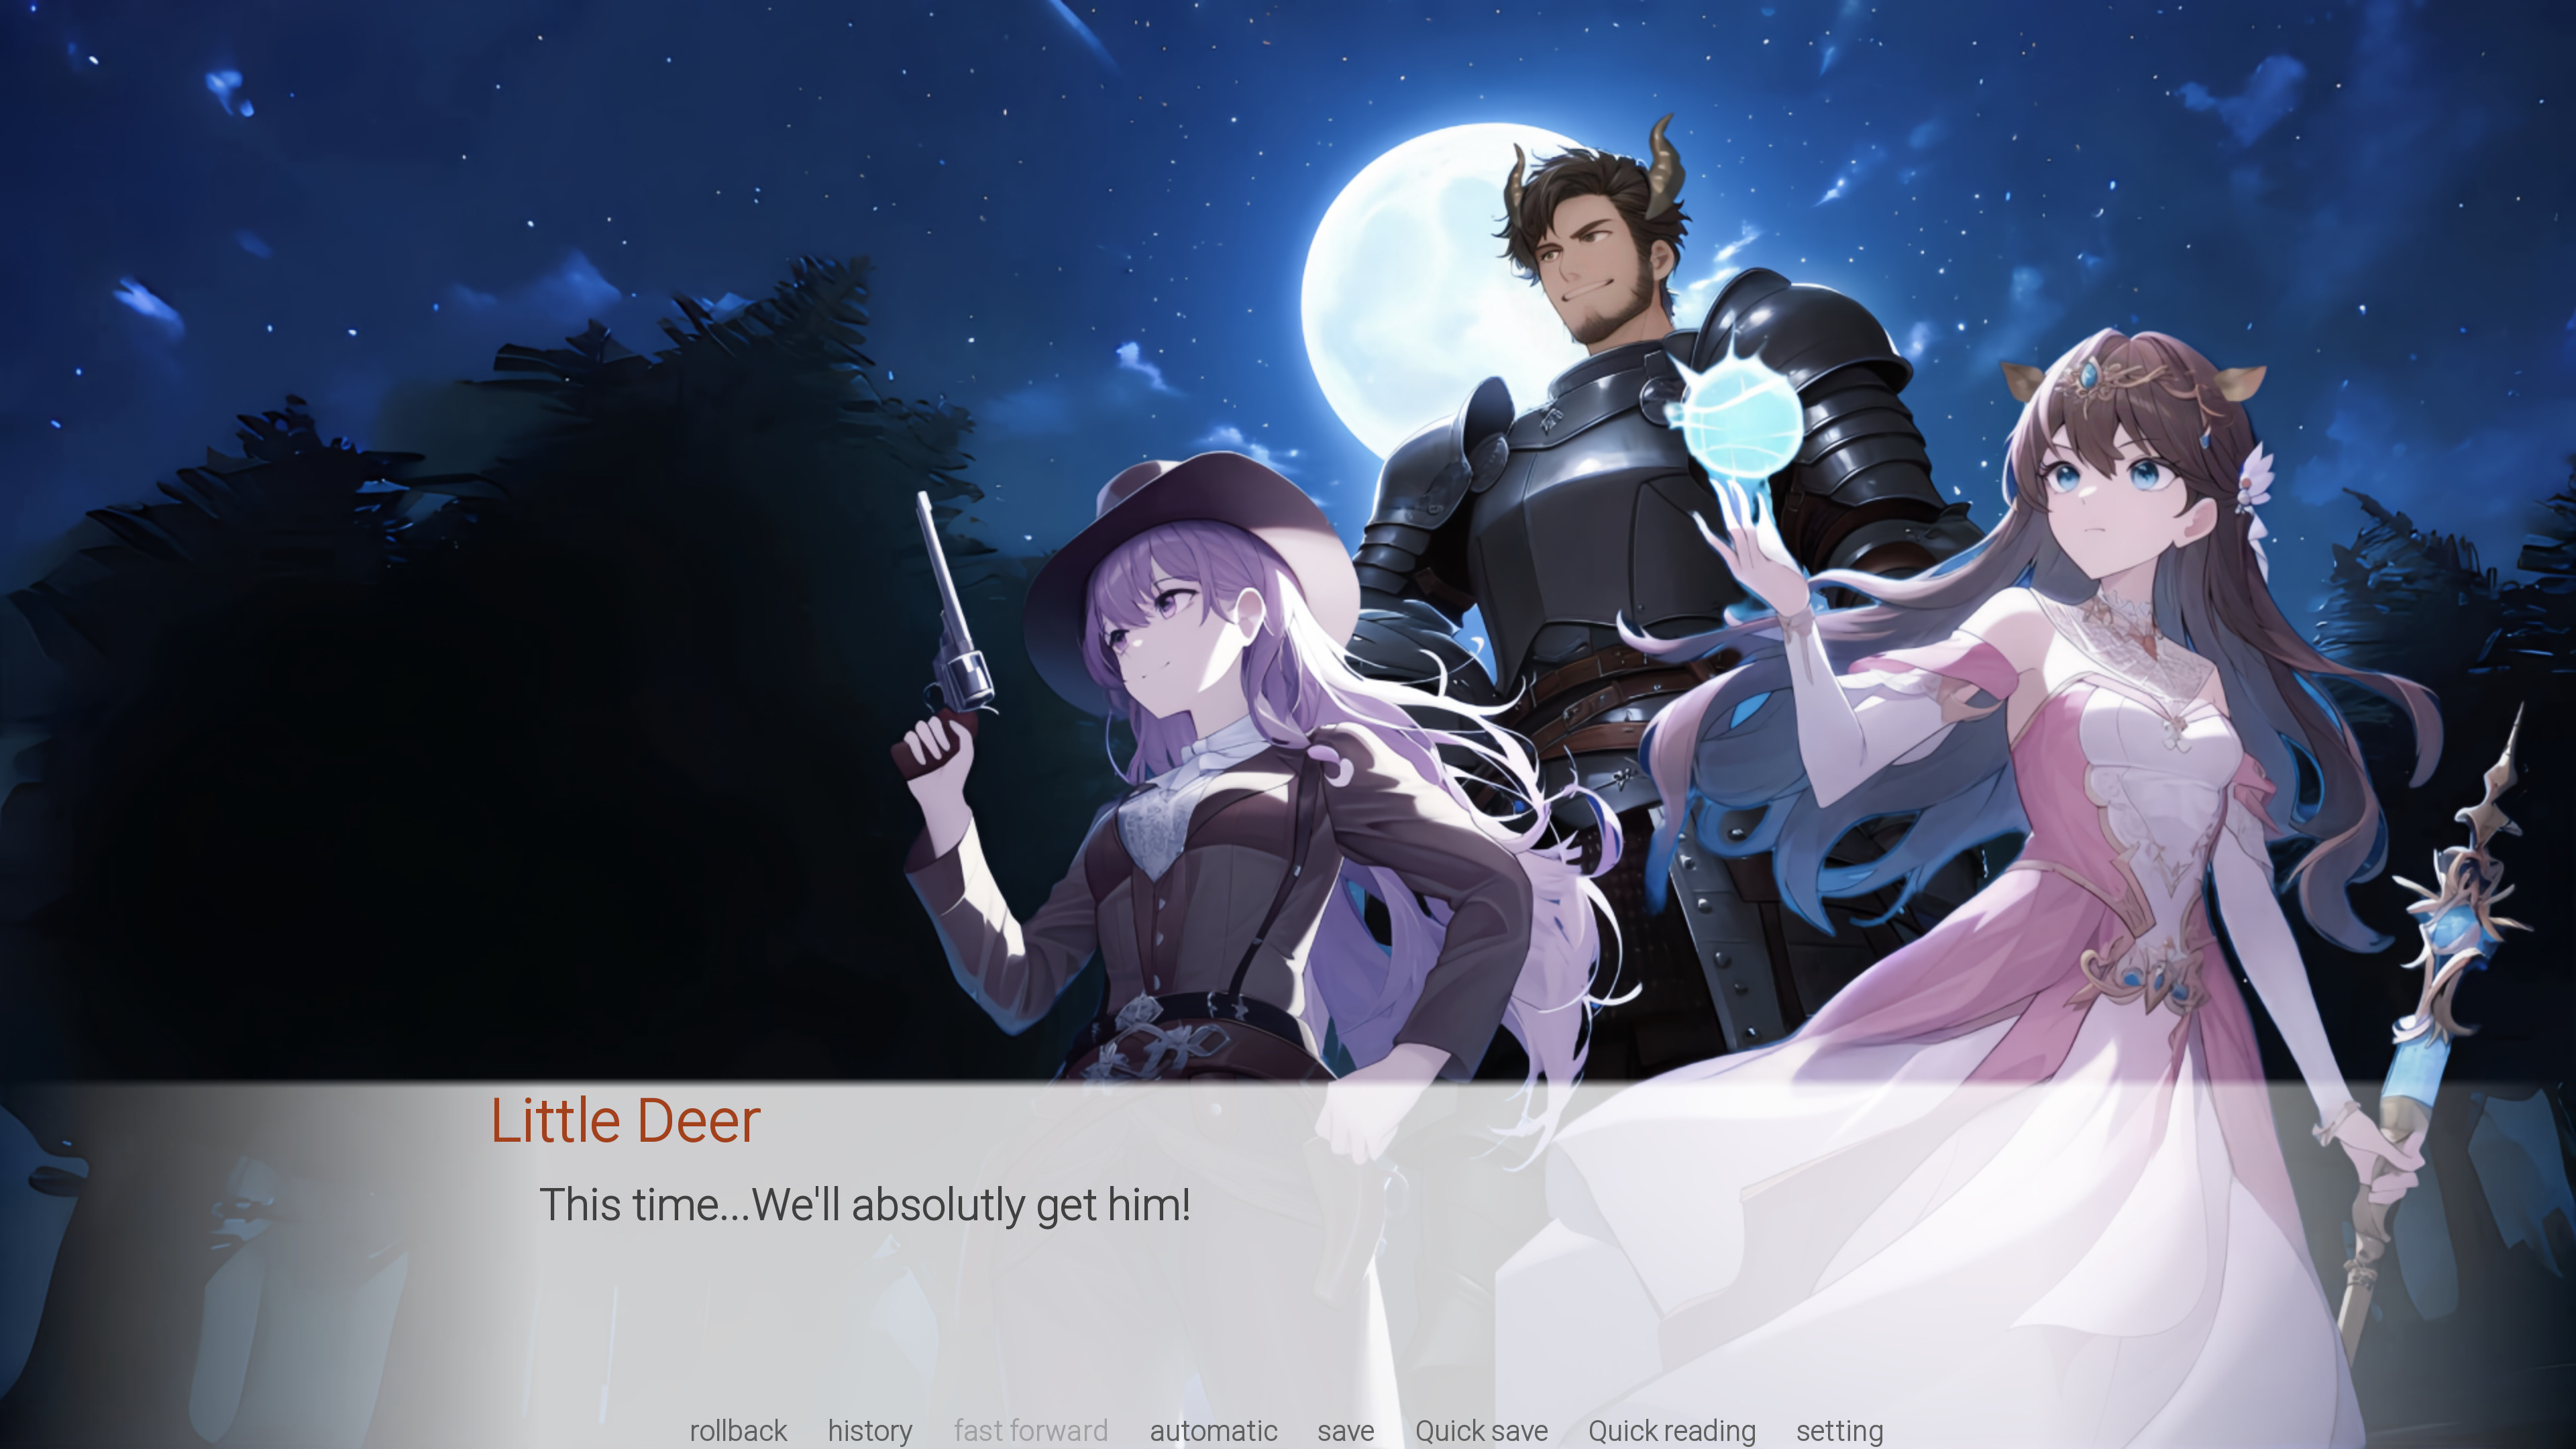 Little Deer
This time...We'll absolutly get him!
rollback history fast forward automatic save Quick save Quick reading setting